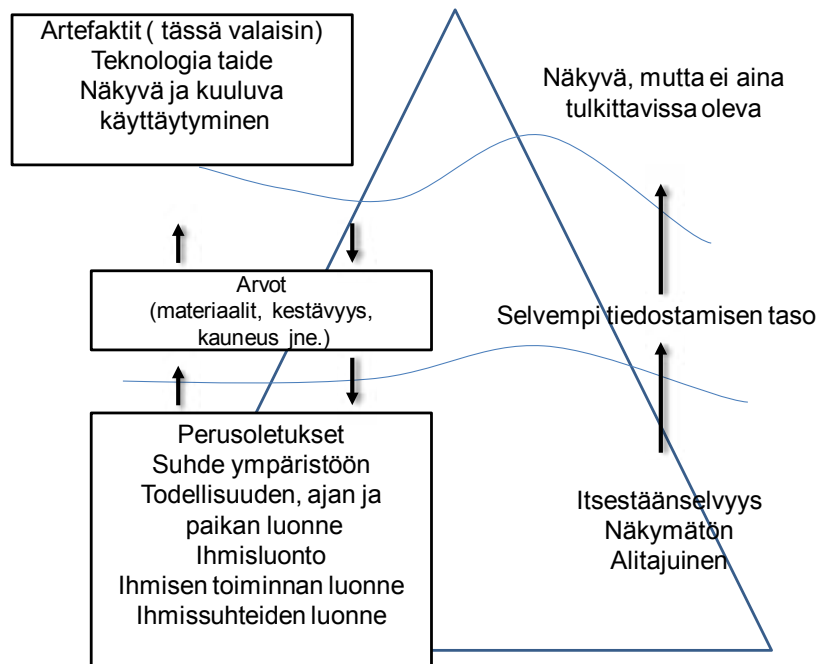 Artefaktit ( tässä valaisin)
Teknologia taide
Näkyvä ja kuuluva
käyttäytyminen
Näkyvä, mutta ei aina
tulkittavissa oleva
Arvot
(materiaalit, kestävyys,
kauneus jne.)
Selvempi tiedostamisen taso
Perusoletukset
Suhde ympäristöön
Todellisuuden, ajan ja
paikan luonne
Ihmisluonto
Ihmisen toiminnan luonne
Ihmissuhteiden luonne
Itsestäänselvyys
Näkymätön
Alitajuinen